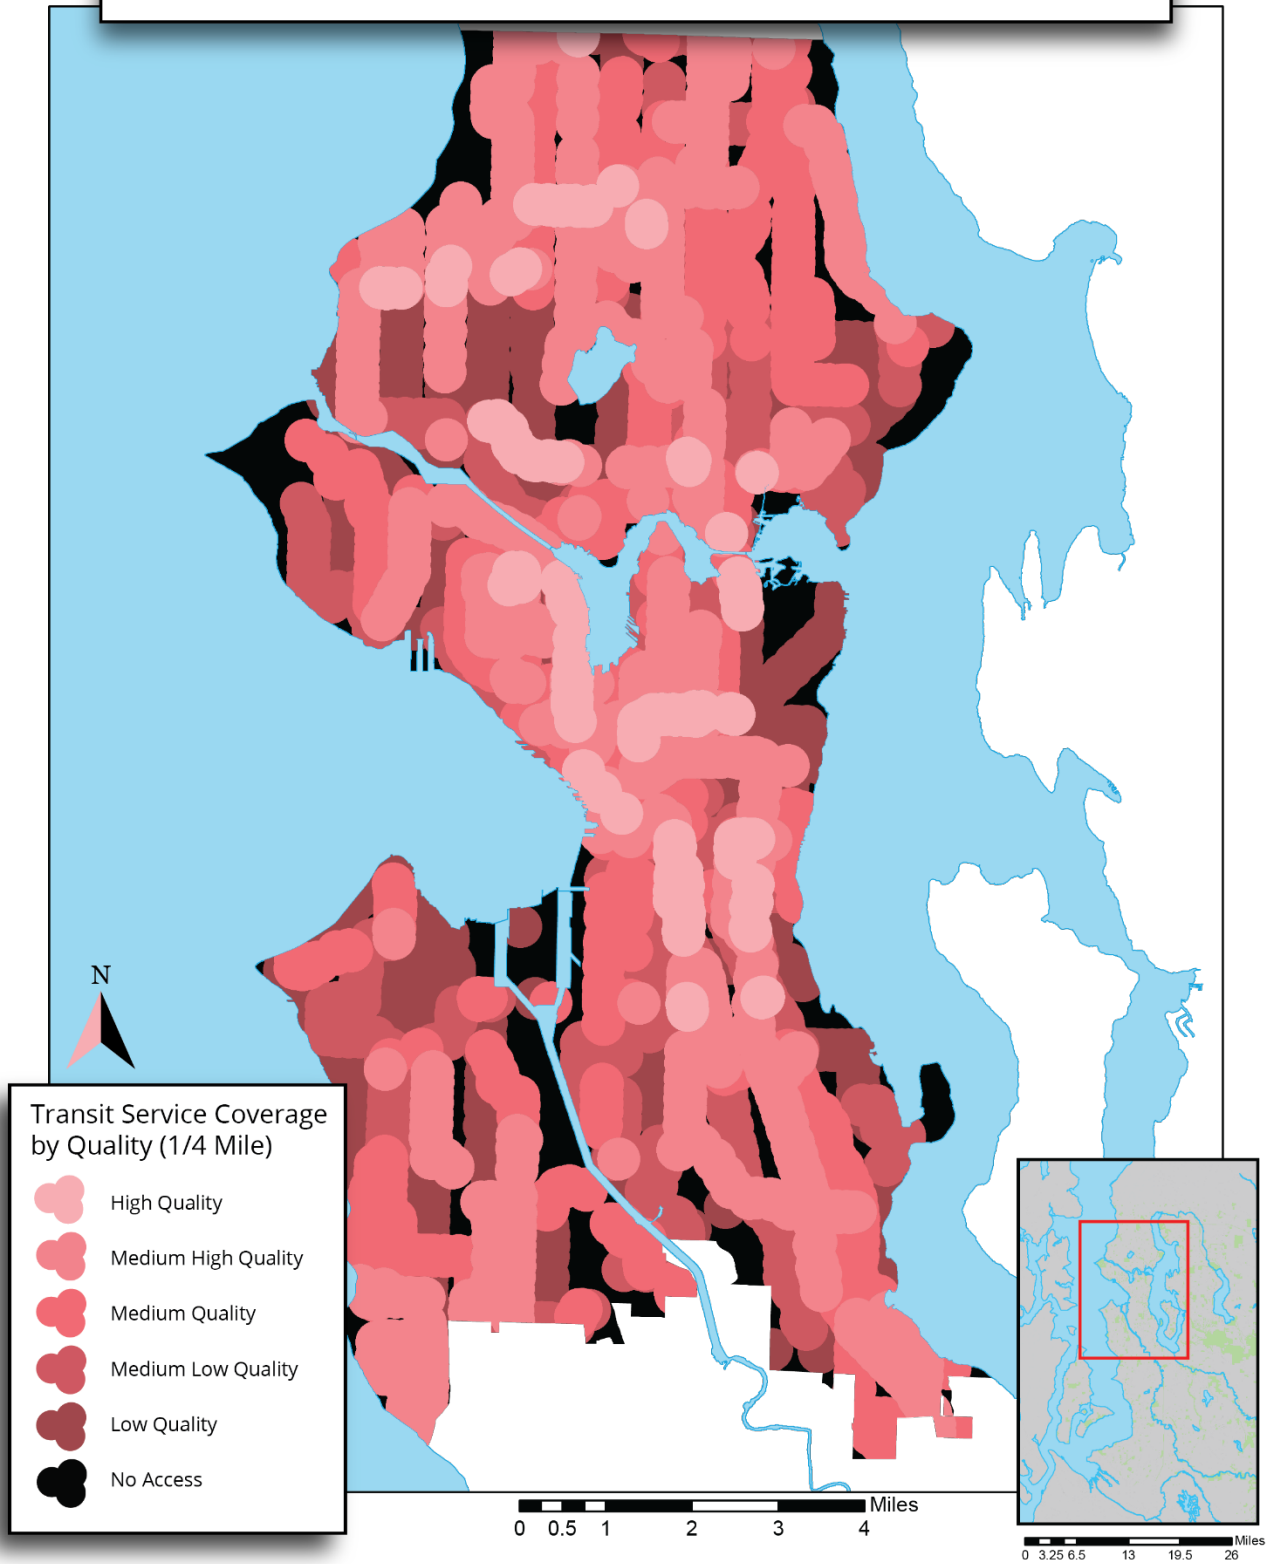 N
Transit Service Coverage
by Quality (1/4 Mile)
High Quality
Medium High Quality
Medium Quality
Medium Low Quality
Low Quality
No Access
Miles
0 0.5 1 2 3 4
Miles
0 3.25 6.5 13 19.5 26